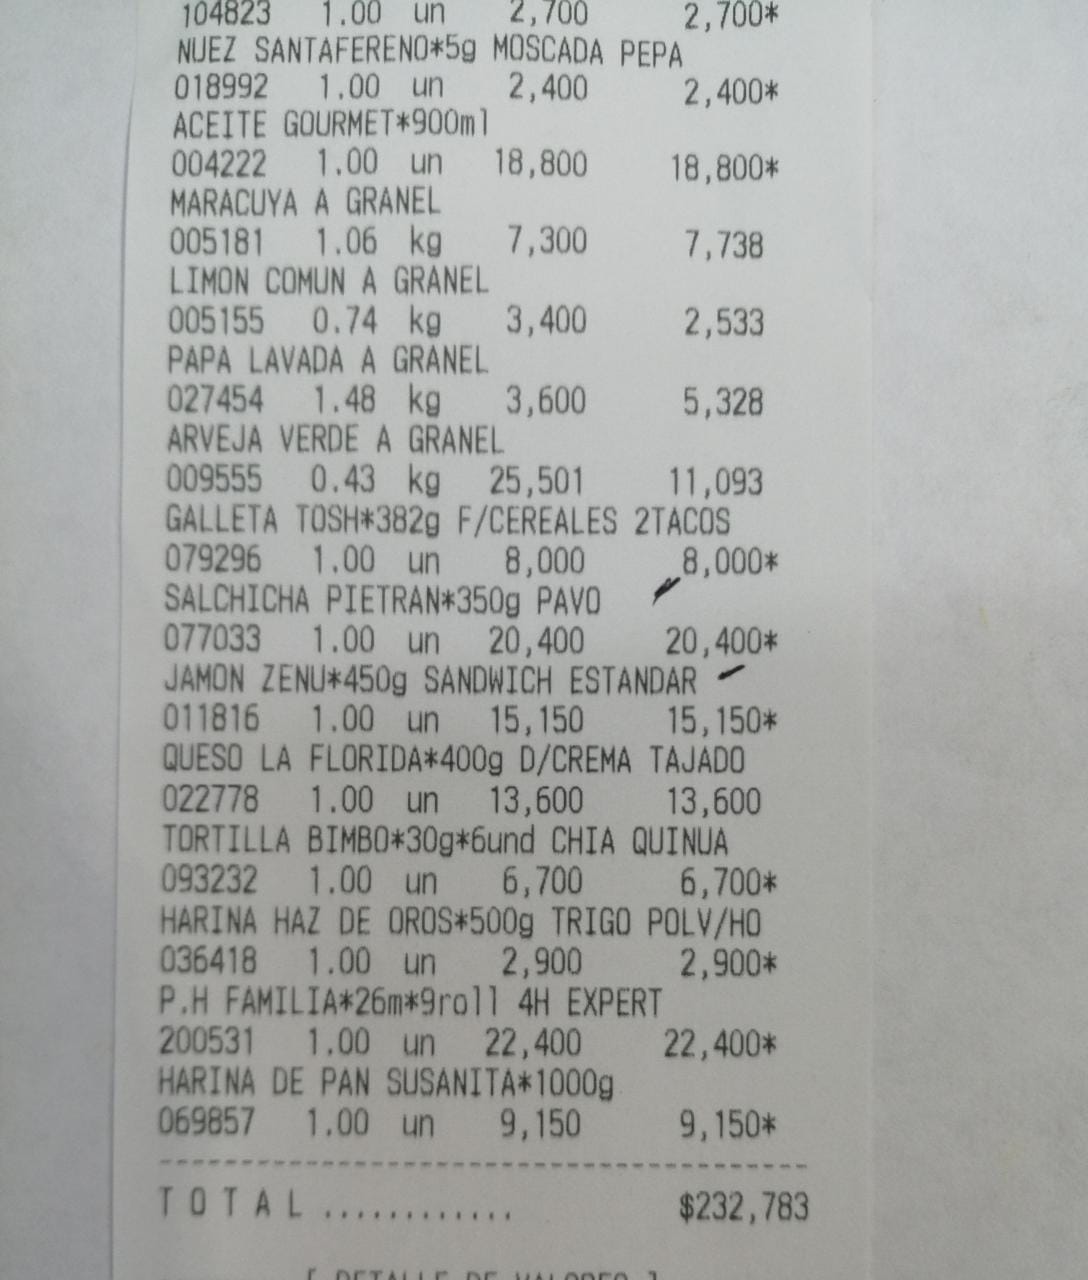 104823 1.00 un 2,700 2,700*
NUEZ SANTAFERENO*5g MOSCADA PEPA
018992 1.00 un 2,400 2,400*
ACEITE GOURMET*900ml
004222 1.00 un 18,800 18,800*
MARACUYA A GRANEL
005181 1.06 kg 7,300 7,738
LIMON COMUN A GRANEL
005155 0.74 kg 3,400 2,533
PAPA LAVADA A GRANEL
027454 1.48 kg 3,600 5,328
ARVEJA VERDE A GRANEL
009555 0.43 kg 25,501 11,093
GALLETA TOSH*382g F/CEREALES 2TACOS
079296 1.00 un 8,000 8,000*
SALCHICHA PIETRAN*350g PAVO
077033 1.00 un 20,400 20,400*
JAMON ZENU*450g SANDWICH ESTANDAR
011816 1.00 un 15,150 15,150*
QUESO LA FLORIDA*400g D/CREMA TAJADO
022778 1.00 un 13,600 13,600
TORTILLA BIMBO*30g*6und CHIA QUINUA
093232 1.00 un 6,700 6,700*
HARINA HAZ DE OROS*500g TRIGO POLV/HO
036418 1.00 un 2,900 2,900*
P.H FAMILIA*26m*9roll 4H EXPERT
200531 1.00 un 22,400 22,400*
HARINA DE PAN SUSANITA*1000g
069857 1.00 un 9,150 9,150*
T O T A L ............ $232,783
[ DETALLE DE VALORES ]